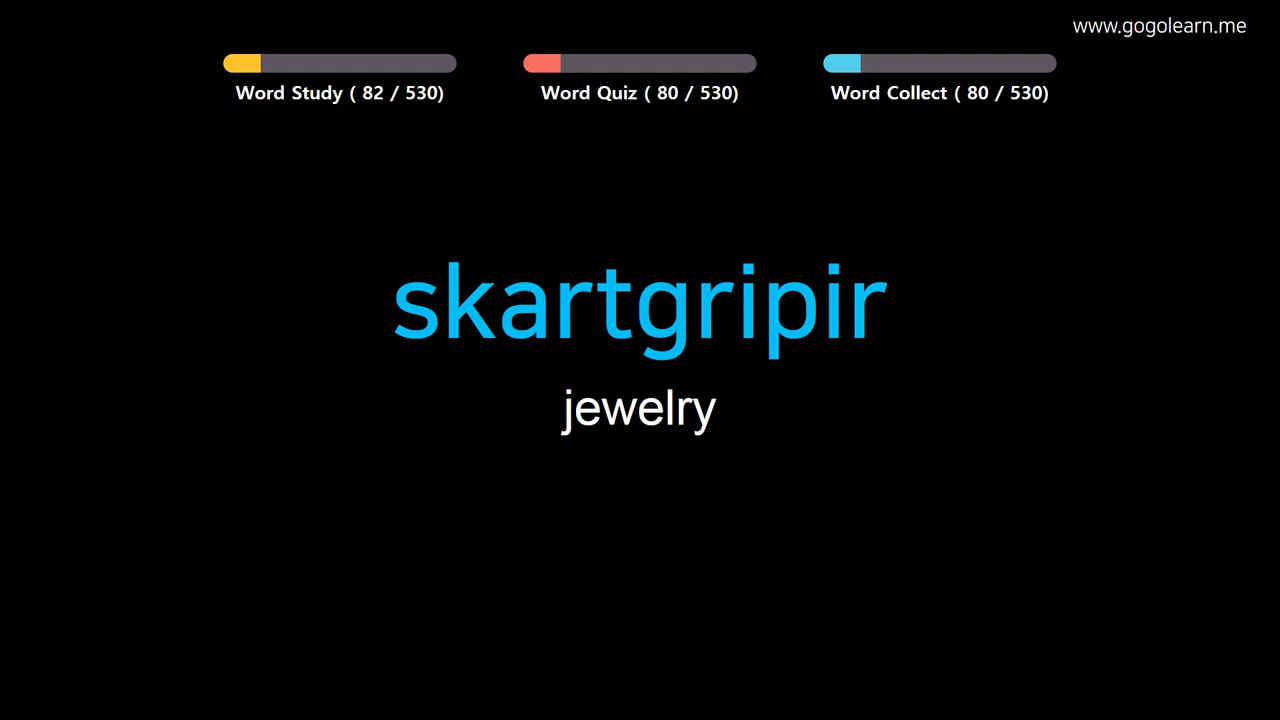 www.gogolearn.me
Word Study ( 82 / 530)
Word Quiz ( 80 / 530)
Word Collect ( 80 / 530)
skartgripir
jewelry